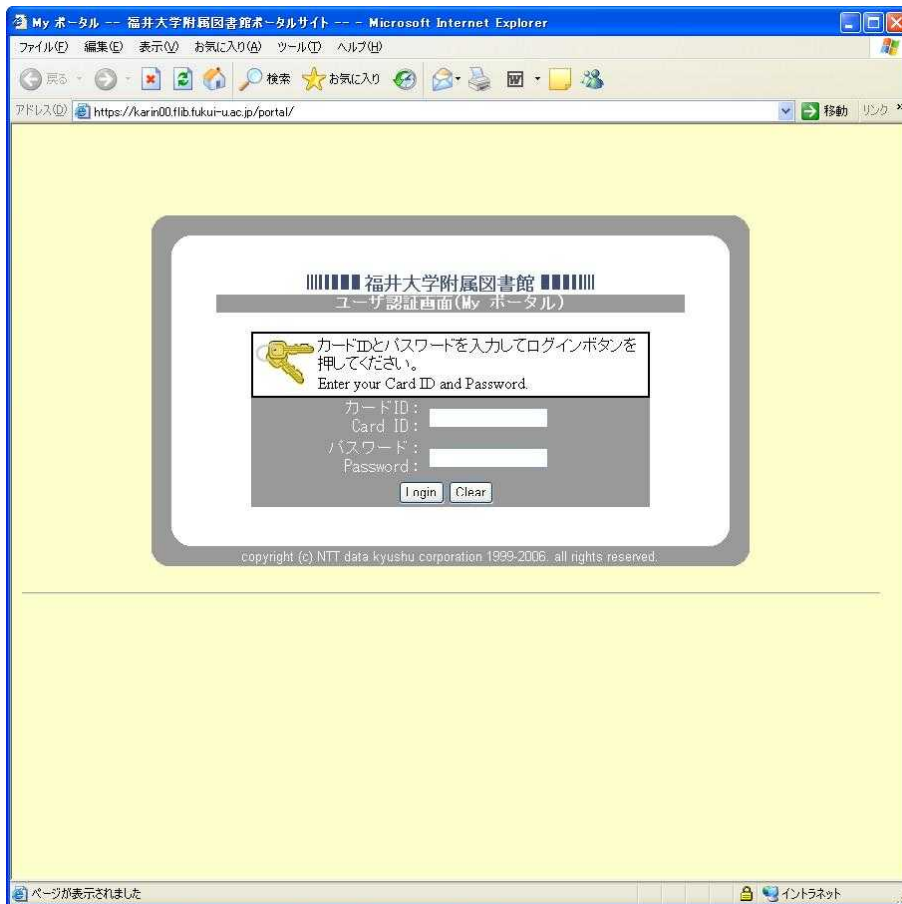 My ポータル -- 福井大学附属図書館ポータルサイト -- - Microsoft Internet Explorer
ファイル(F) 編集(E) 表示(V) お気に入り(A) ツール(T) ヘルプ(H)
戻る 検索 お気に入り
アドレス(D) https://karin00.flib.fukui-u.ac.jp/portal/ 移動 リンク »
福井大学附属図書館
ユーザ認証画面(My ポータル)
カードIDとパスワードを入力してログインボタンを
押してください。
Enter your Card ID and Password.
カードID:
Card ID:
パスワード:
Password:
Login Clear
copyright (c) NTT data kyushu corporation 1999-2006. all rights reserved.
ページが表示されました イントラネット